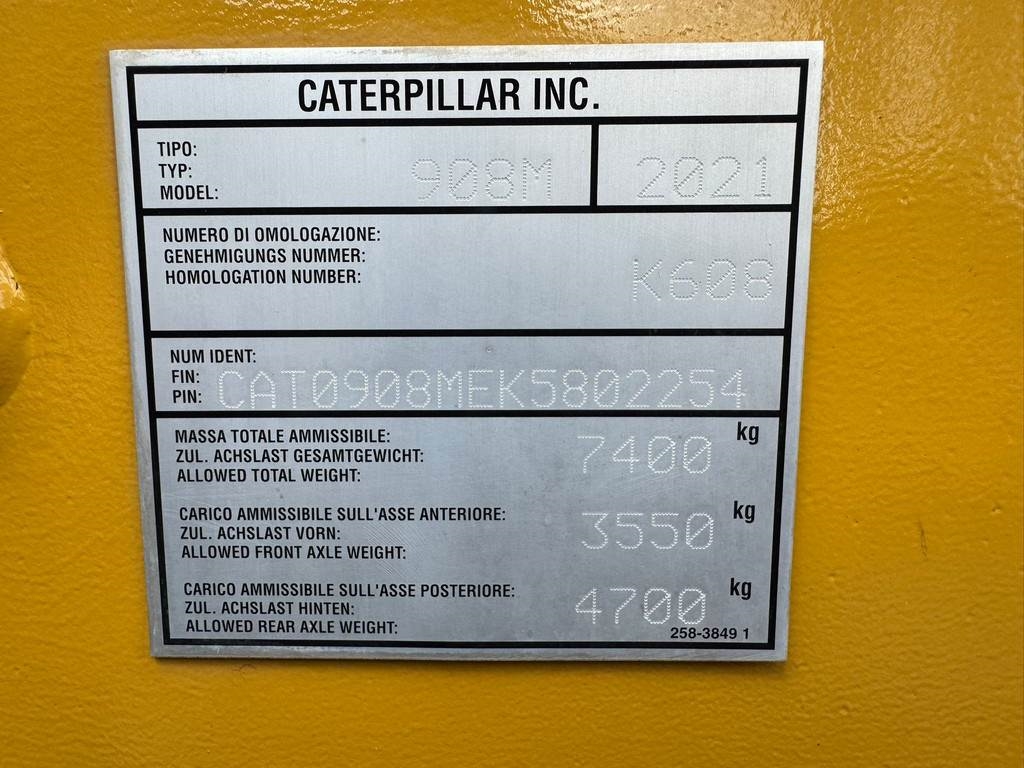 CATERPILLAR INC.
TIPO:
TYP:
MODEL:
908M
2021
NUMERO DI OMOLOGAZIONE:
GENEHMIGUNGS NUMMER:
HOMOLOGATION NUMBER:
K608
NUM IDENT:
FIN:
PIN:
CAT0908MEK5802254
MASSA TOTALE AMMISSIBILE:
ZUL. ACHSLAST GESAMTGEWICHT:
ALLOWED TOTAL WEIGHT:
7400 kg
CARICO AMMISSIBILE SULL'ASSE ANTERIORE:
ZUL. ACHSLAST VORN:
ALLOWED FRONT AXLE WEIGHT:
3550 kg
CARICO AMMISSIBILE SULL'ASSE POSTERIORE:
ZUL. ACHSLAST HINTEN:
ALLOWED REAR AXLE WEIGHT:
4700 kg
258-3849 1